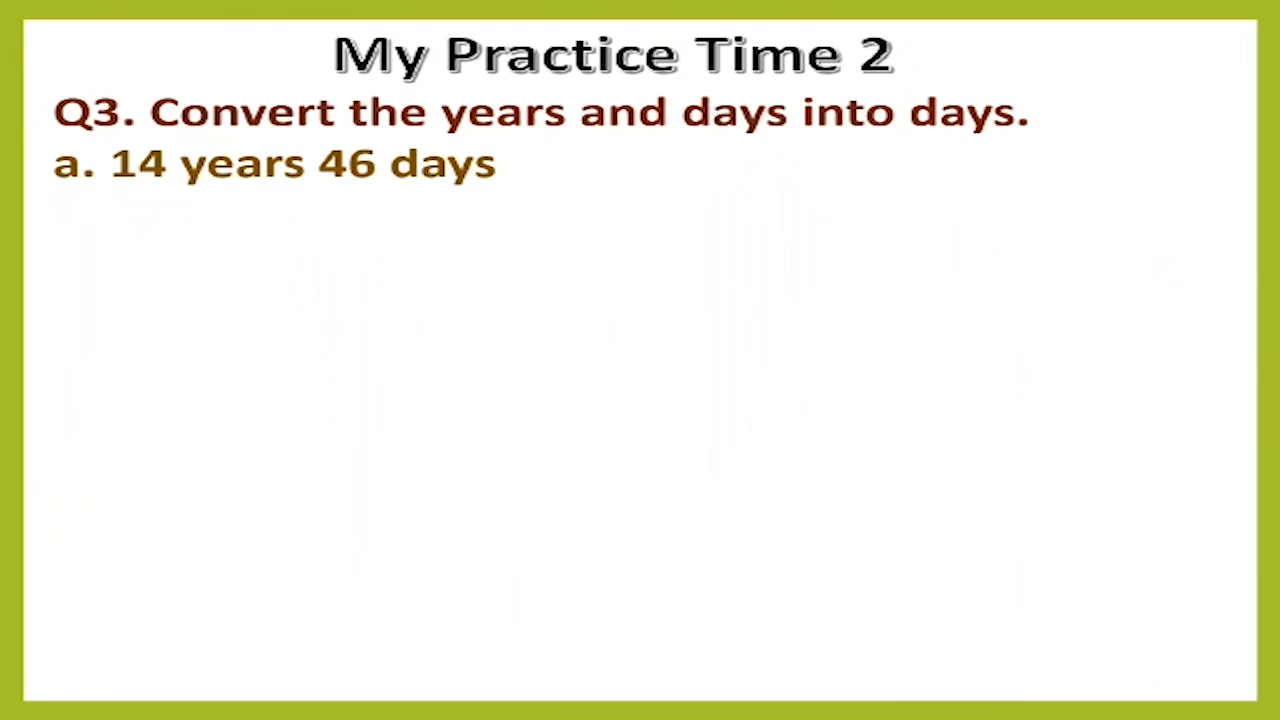 My Practice Time 2
Q3. Convert the years and days into days.
a. 14 years 46 days